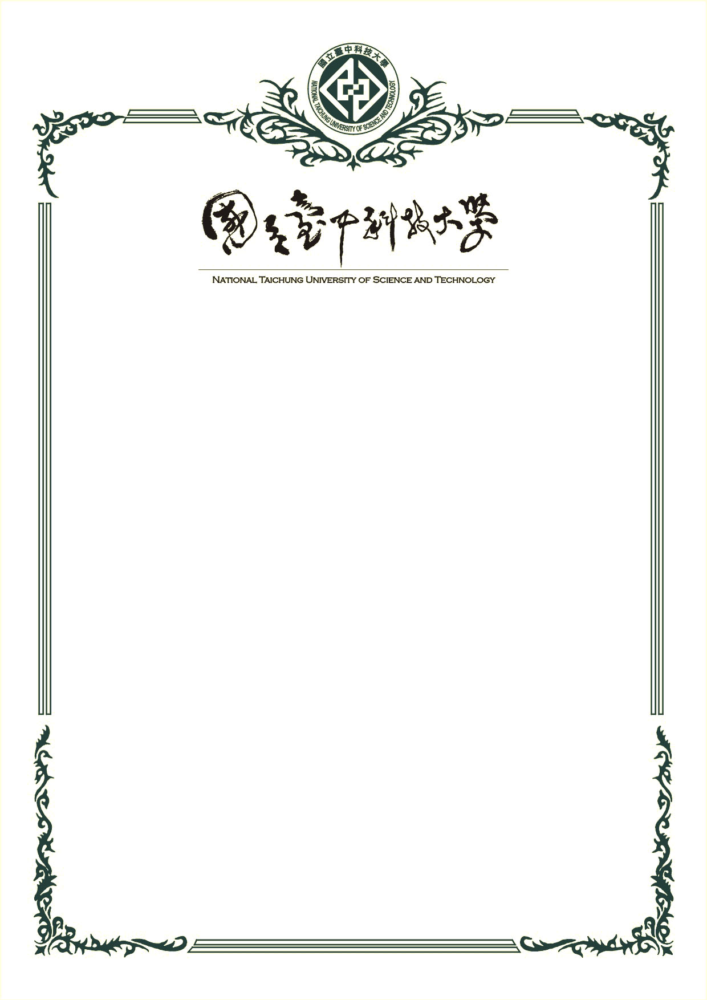 國立臺中科技大學
NATIONAL TAICHUNG UNIVERSITY OF SCIENCE AND TECHNOLOGY
國立臺中科技大學
NATIONAL TAICHUNG UNIVERSITY OF SCIENCE AND TECHNOLOGY